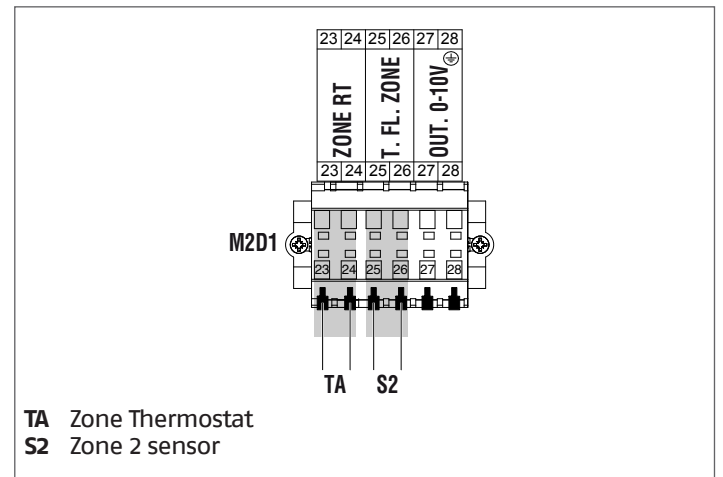 23 24 25 26 27 28
ZONE RT
T. FL. ZONE
OUT. 0-10V
23 24 25 26 27 28
M2D1
23 24 25 26 27 28
TA S2
TA Zone Thermostat
S2 Zone 2 sensor